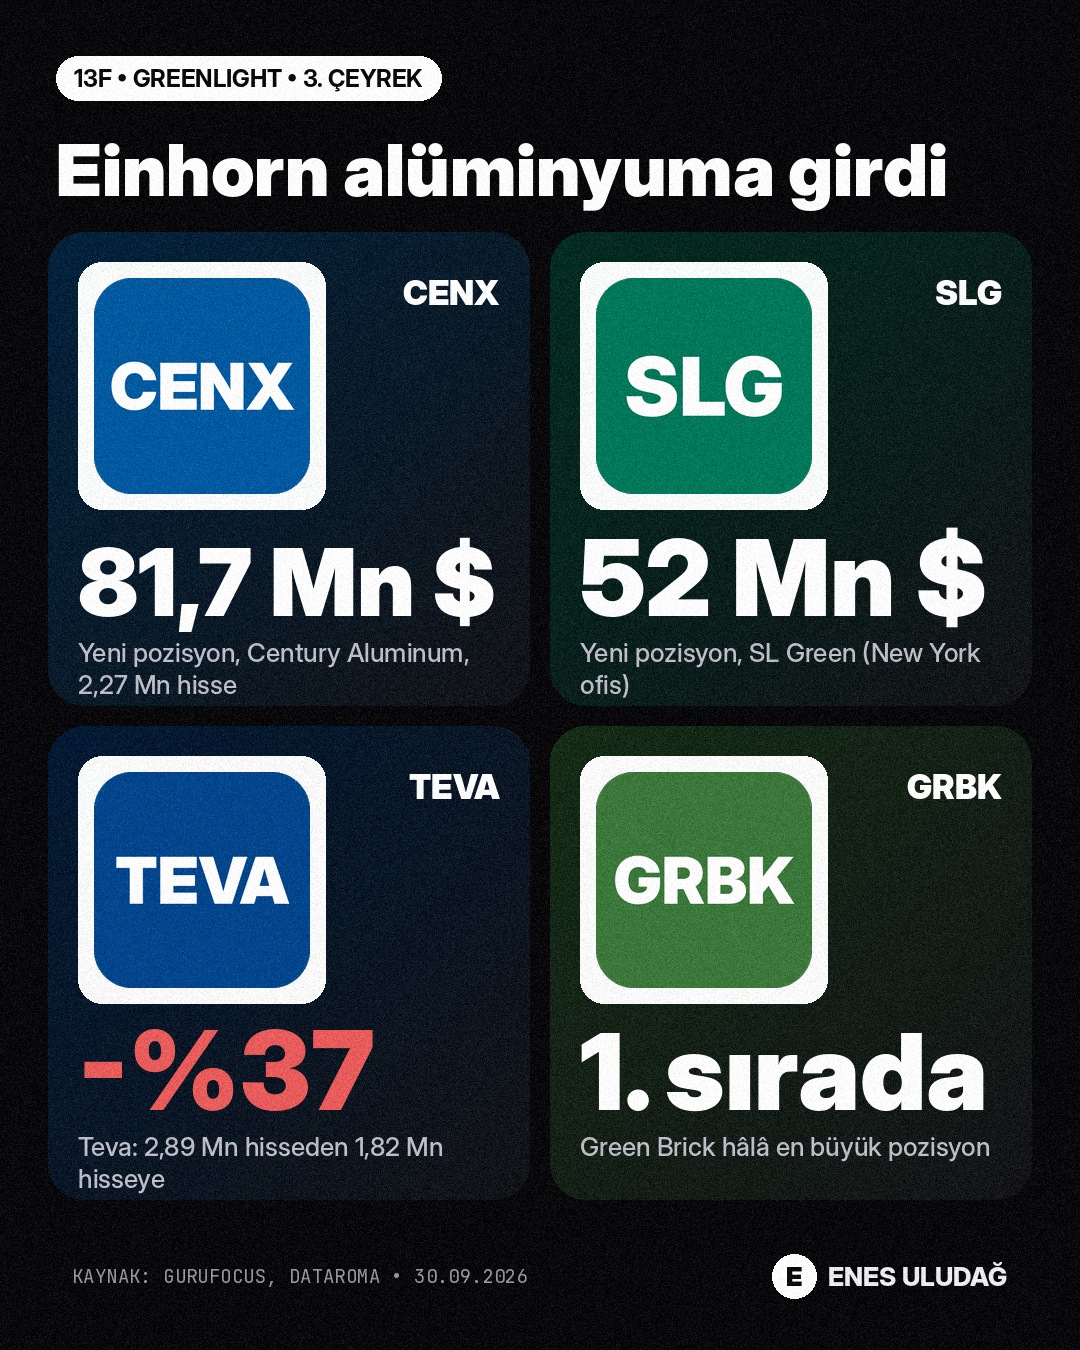 13F • GREENLIGHT • 3. ÇEYREK
Einhorn alüminyuma girdi
CENX
CENX
81,7 Mn $
Yeni pozisyon, Century Aluminum,
2,27 Mn hisse
SLG
SLG
52 Mn $
Yeni pozisyon, SL Green (New York
ofis)
TEVA
TEVA
-%37
Teva: 2,89 Mn hisseden 1,82 Mn
hisseye
GRBK
GRBK
1. sırada
Green Brick hâlâ en büyük pozisyon
KAYNAK: GURUFOCUS, DATAROMA • 30.09.2026
E ENES ULUDAĞ